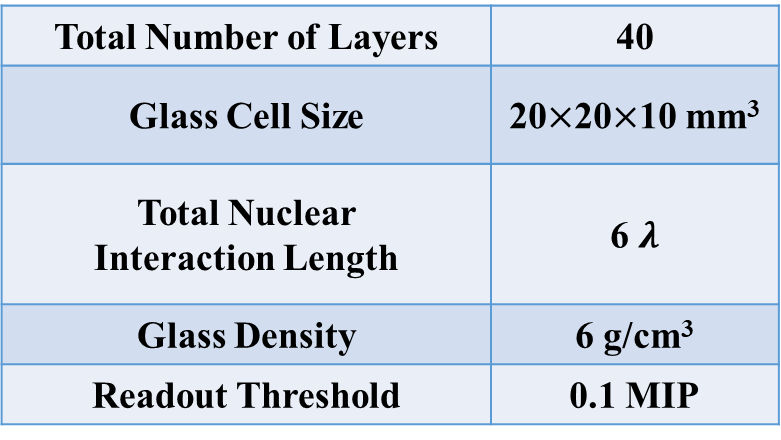 Total Number of Layers 40
Glass Cell Size 20×20×10 mm³
Total Nuclear
Interaction Length 6 λ
Glass Density 6 g/cm³
Readout Threshold 0.1 MIP